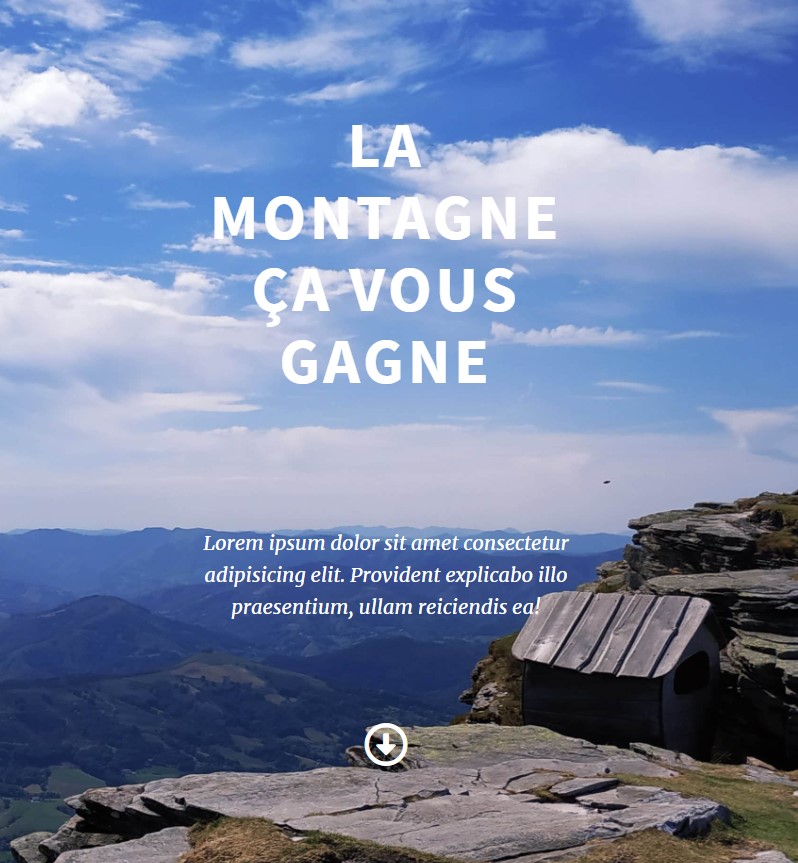 LA
MONTAGNE
ÇA VOUS
GAGNE
Lorem ipsum dolor sit amet consectetur
adipisicing elit. Provident explicabo illo
praesentium, ullam reiciendis ea!